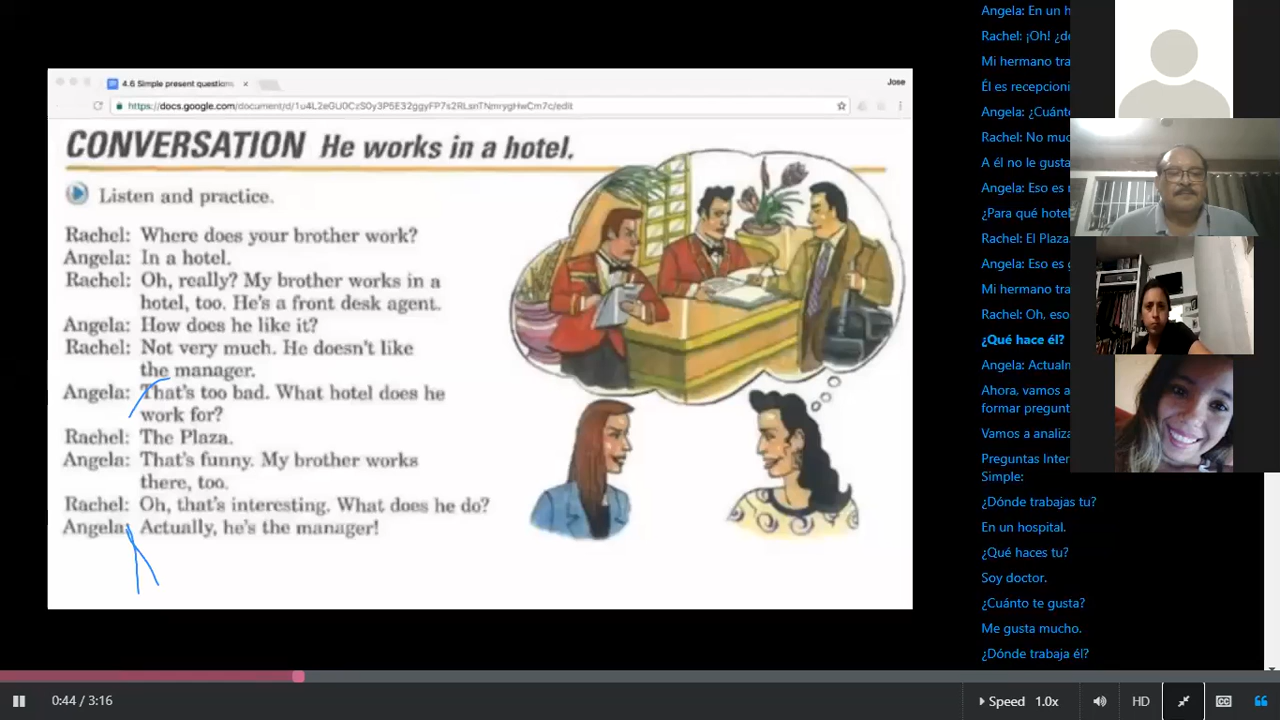 4.6 Simple present questions
Jose
https://docs.google.com/document/d/1u4L2eGU0CzS0y3P5E32ggyFP7s2RLsnTNmrygHwCm7c/edit
CONVERSATION He works in a hotel.
Listen and practice.
Rachel: Where does your brother work?
Angela: In a hotel.
Rachel: Oh, really? My brother works in a
hotel, too. He's a front desk agent.
Angela: How does he like it?
Rachel: Not very much. He doesn't like
the manager.
Angela: That's too bad. What hotel does he
work for?
Rachel: The Plaza.
Angela: That's funny. My brother works
there, too.
Rachel: Oh, that's interesting. What does he do?
Angela: Actually, he's the manager!
Angela: En un h
Rachel: ¡Oh! ¿de
Mi hermano tra
Él es recepcioni
Angela: ¿Cuánt
Rachel: No muc
A él no le gusta
Angela: Eso es
¿Para qué hotel
Rachel: El Plaza
Angela: Eso es g
Mi hermano tra
Rachel: Oh, eso
¿Qué hace él?
Angela: Actualm
Ahora, vamos a
formar pregunt
Vamos a analiza
Preguntas Inter
Simple:
¿Dónde trabajas tu?
En un hospital.
¿Qué haces tu?
Soy doctor.
¿Cuánto te gusta?
Me gusta mucho.
¿Dónde trabaja él?
0:44 / 3:16
Speed 1.0x
HD
CC